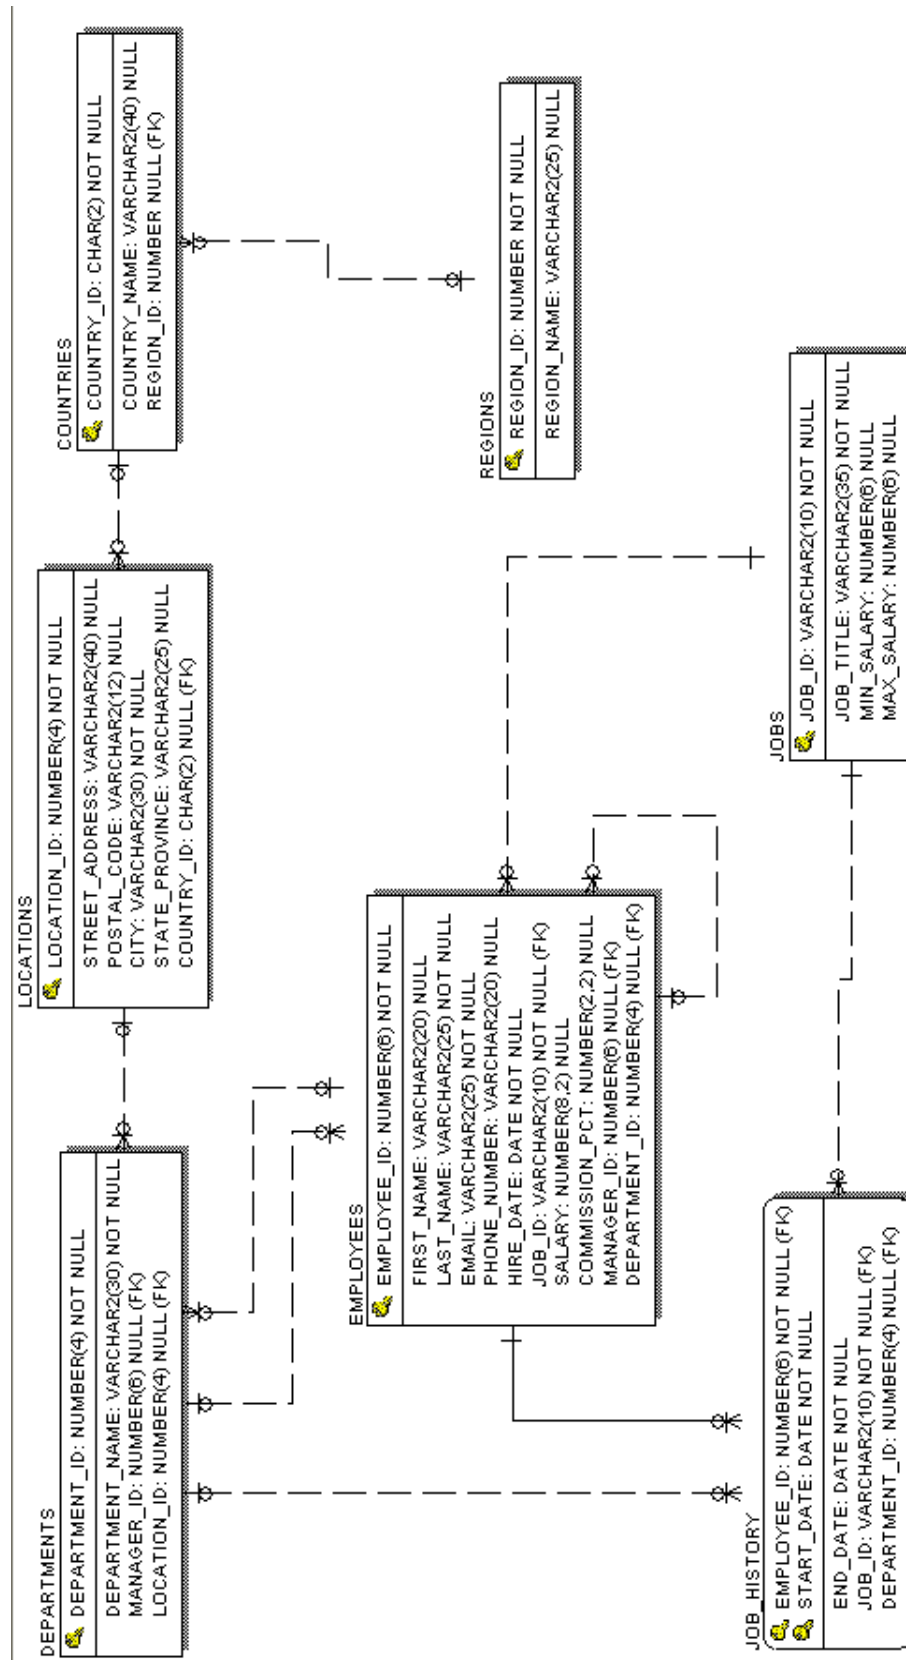 DEPARTMENTS
DEPARTMENT_ID: NUMBER(4) NOT NULL
DEPARTMENT_NAME: VARCHAR2(30) NOT NULL
MANAGER_ID: NUMBER(6) NULL (FK)
LOCATION_ID: NUMBER(4) NULL (FK)
LOCATIONS
LOCATION_ID: NUMBER(4) NOT NULL
STREET_ADDRESS: VARCHAR2(40) NULL
POSTAL_CODE: VARCHAR2(12) NULL
CITY: VARCHAR2(30) NOT NULL
STATE_PROVINCE: VARCHAR2(25) NULL
COUNTRY_ID: CHAR(2) NULL (FK)
COUNTRIES
COUNTRY_ID: CHAR(2) NOT NULL
COUNTRY_NAME: VARCHAR2(40) NULL
REGION_ID: NUMBER NULL (FK)
EMPLOYEES
EMPLOYEE_ID: NUMBER(6) NOT NULL
FIRST_NAME: VARCHAR2(20) NULL
LAST_NAME: VARCHAR2(25) NOT NULL
EMAIL: VARCHAR2(25) NOT NULL
PHONE_NUMBER: VARCHAR2(20) NULL
HIRE_DATE: DATE NOT NULL
JOB_ID: VARCHAR2(10) NOT NULL (FK)
SALARY: NUMBER(8,2) NULL
COMMISSION_PCT: NUMBER(2,2) NULL
MANAGER_ID: NUMBER(6) NULL (FK)
DEPARTMENT_ID: NUMBER(4) NULL (FK)
REGIONS
REGION_ID: NUMBER NOT NULL
REGION_NAME: VARCHAR2(25) NULL
JOB_HISTORY
EMPLOYEE_ID: NUMBER(6) NOT NULL (FK)
START_DATE: DATE NOT NULL
END_DATE: DATE NOT NULL
JOB_ID: VARCHAR2(10) NOT NULL (FK)
DEPARTMENT_ID: NUMBER(4) NULL (FK)
JOBS
JOB_ID: VARCHAR2(10) NOT NULL
JOB_TITLE: VARCHAR2(35) NOT NULL
MIN_SALARY: NUMBER(6) NULL
MAX_SALARY: NUMBER(6) NULL